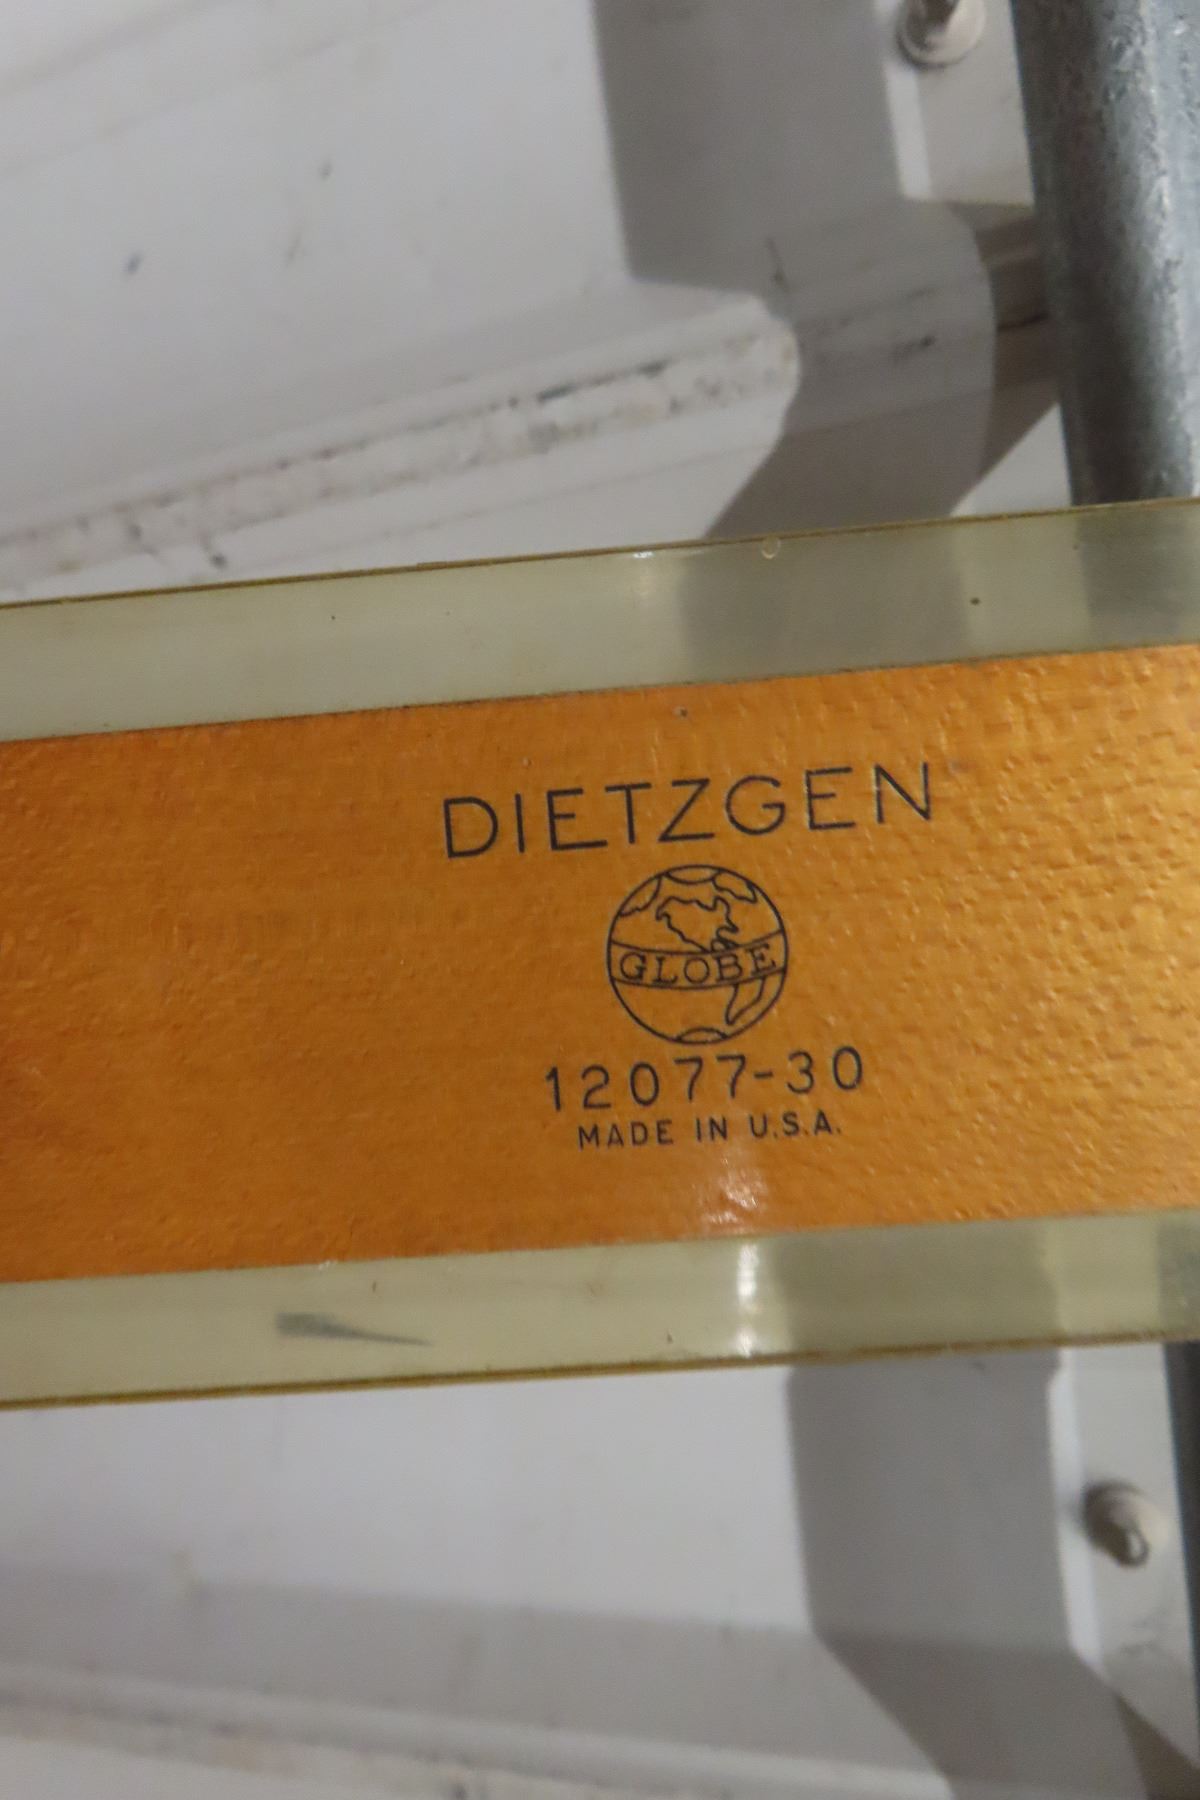 DIETZGEN
GLOBE
12077-30
MADE IN U.S.A.